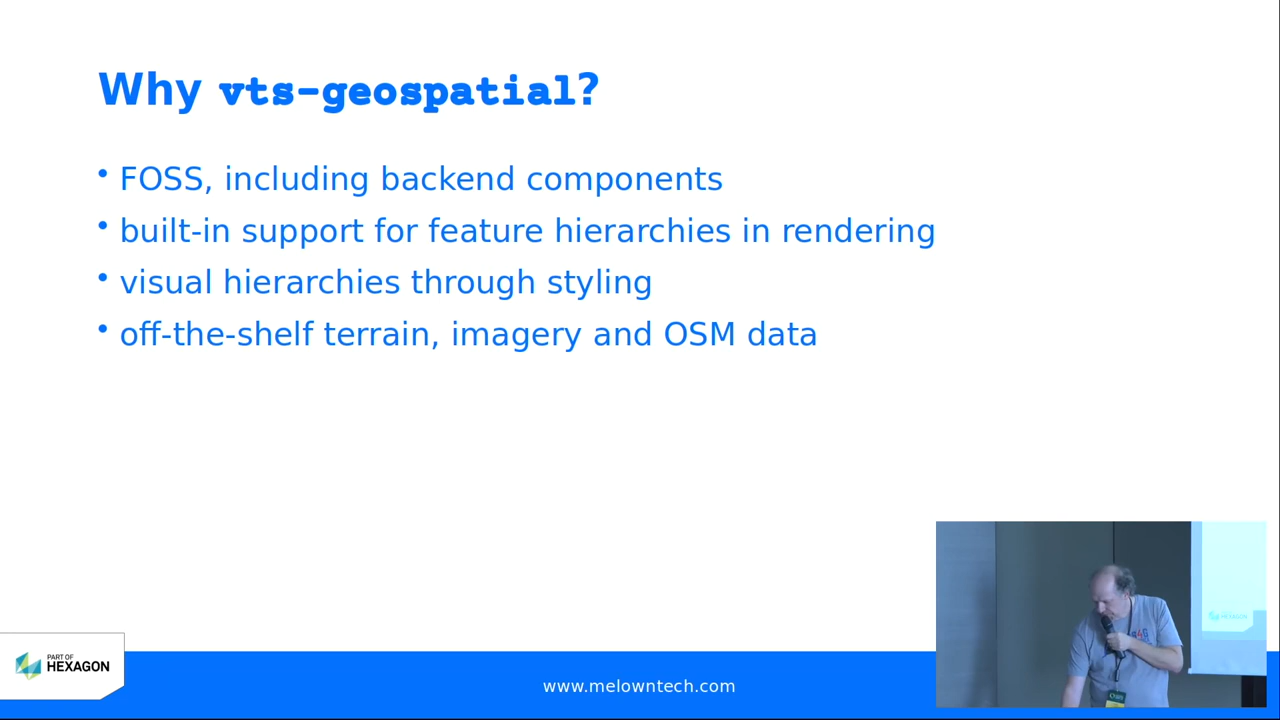 Why vts-geospatial?
• FOSS, including backend components
• built-in support for feature hierarchies in rendering
• visual hierarchies through styling
• off-the-shelf terrain, imagery and OSM data
PART OF
HEXAGON
www.melowntech.com
HEXAGON